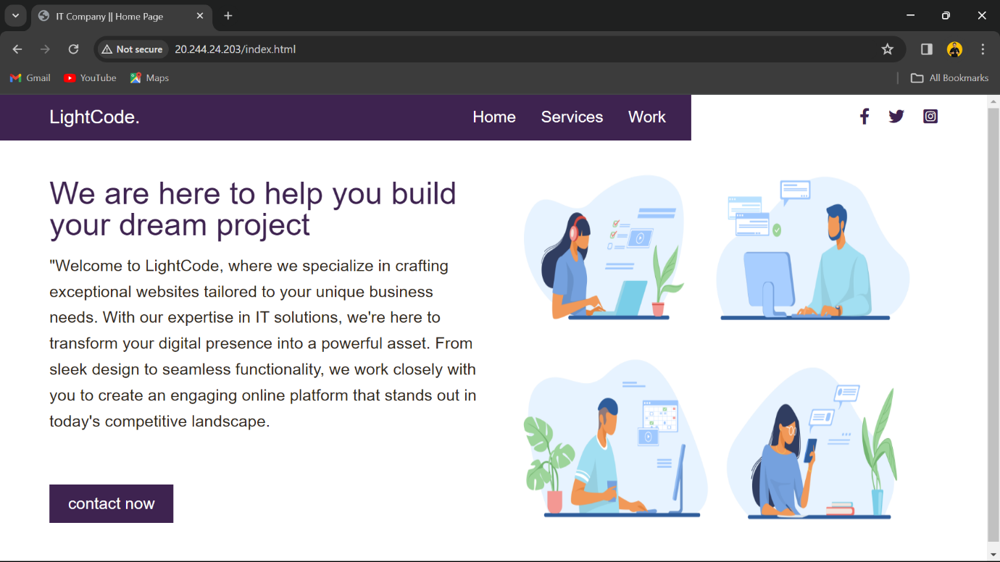 IT Company || Home Page
Not secure
20.244.24.203/index.html
Gmail
YouTube
Maps
All Bookmarks
LightCode.
Home
Services
Work
We are here to help you build
your dream project
"Welcome to LightCode, where we specialize in crafting
exceptional websites tailored to your unique business
needs. With our expertise in IT solutions, we're here to
transform your digital presence into a powerful asset. From
sleek design to seamless functionality, we work closely with
you to create an engaging online platform that stands out in
today's competitive landscape.
contact now